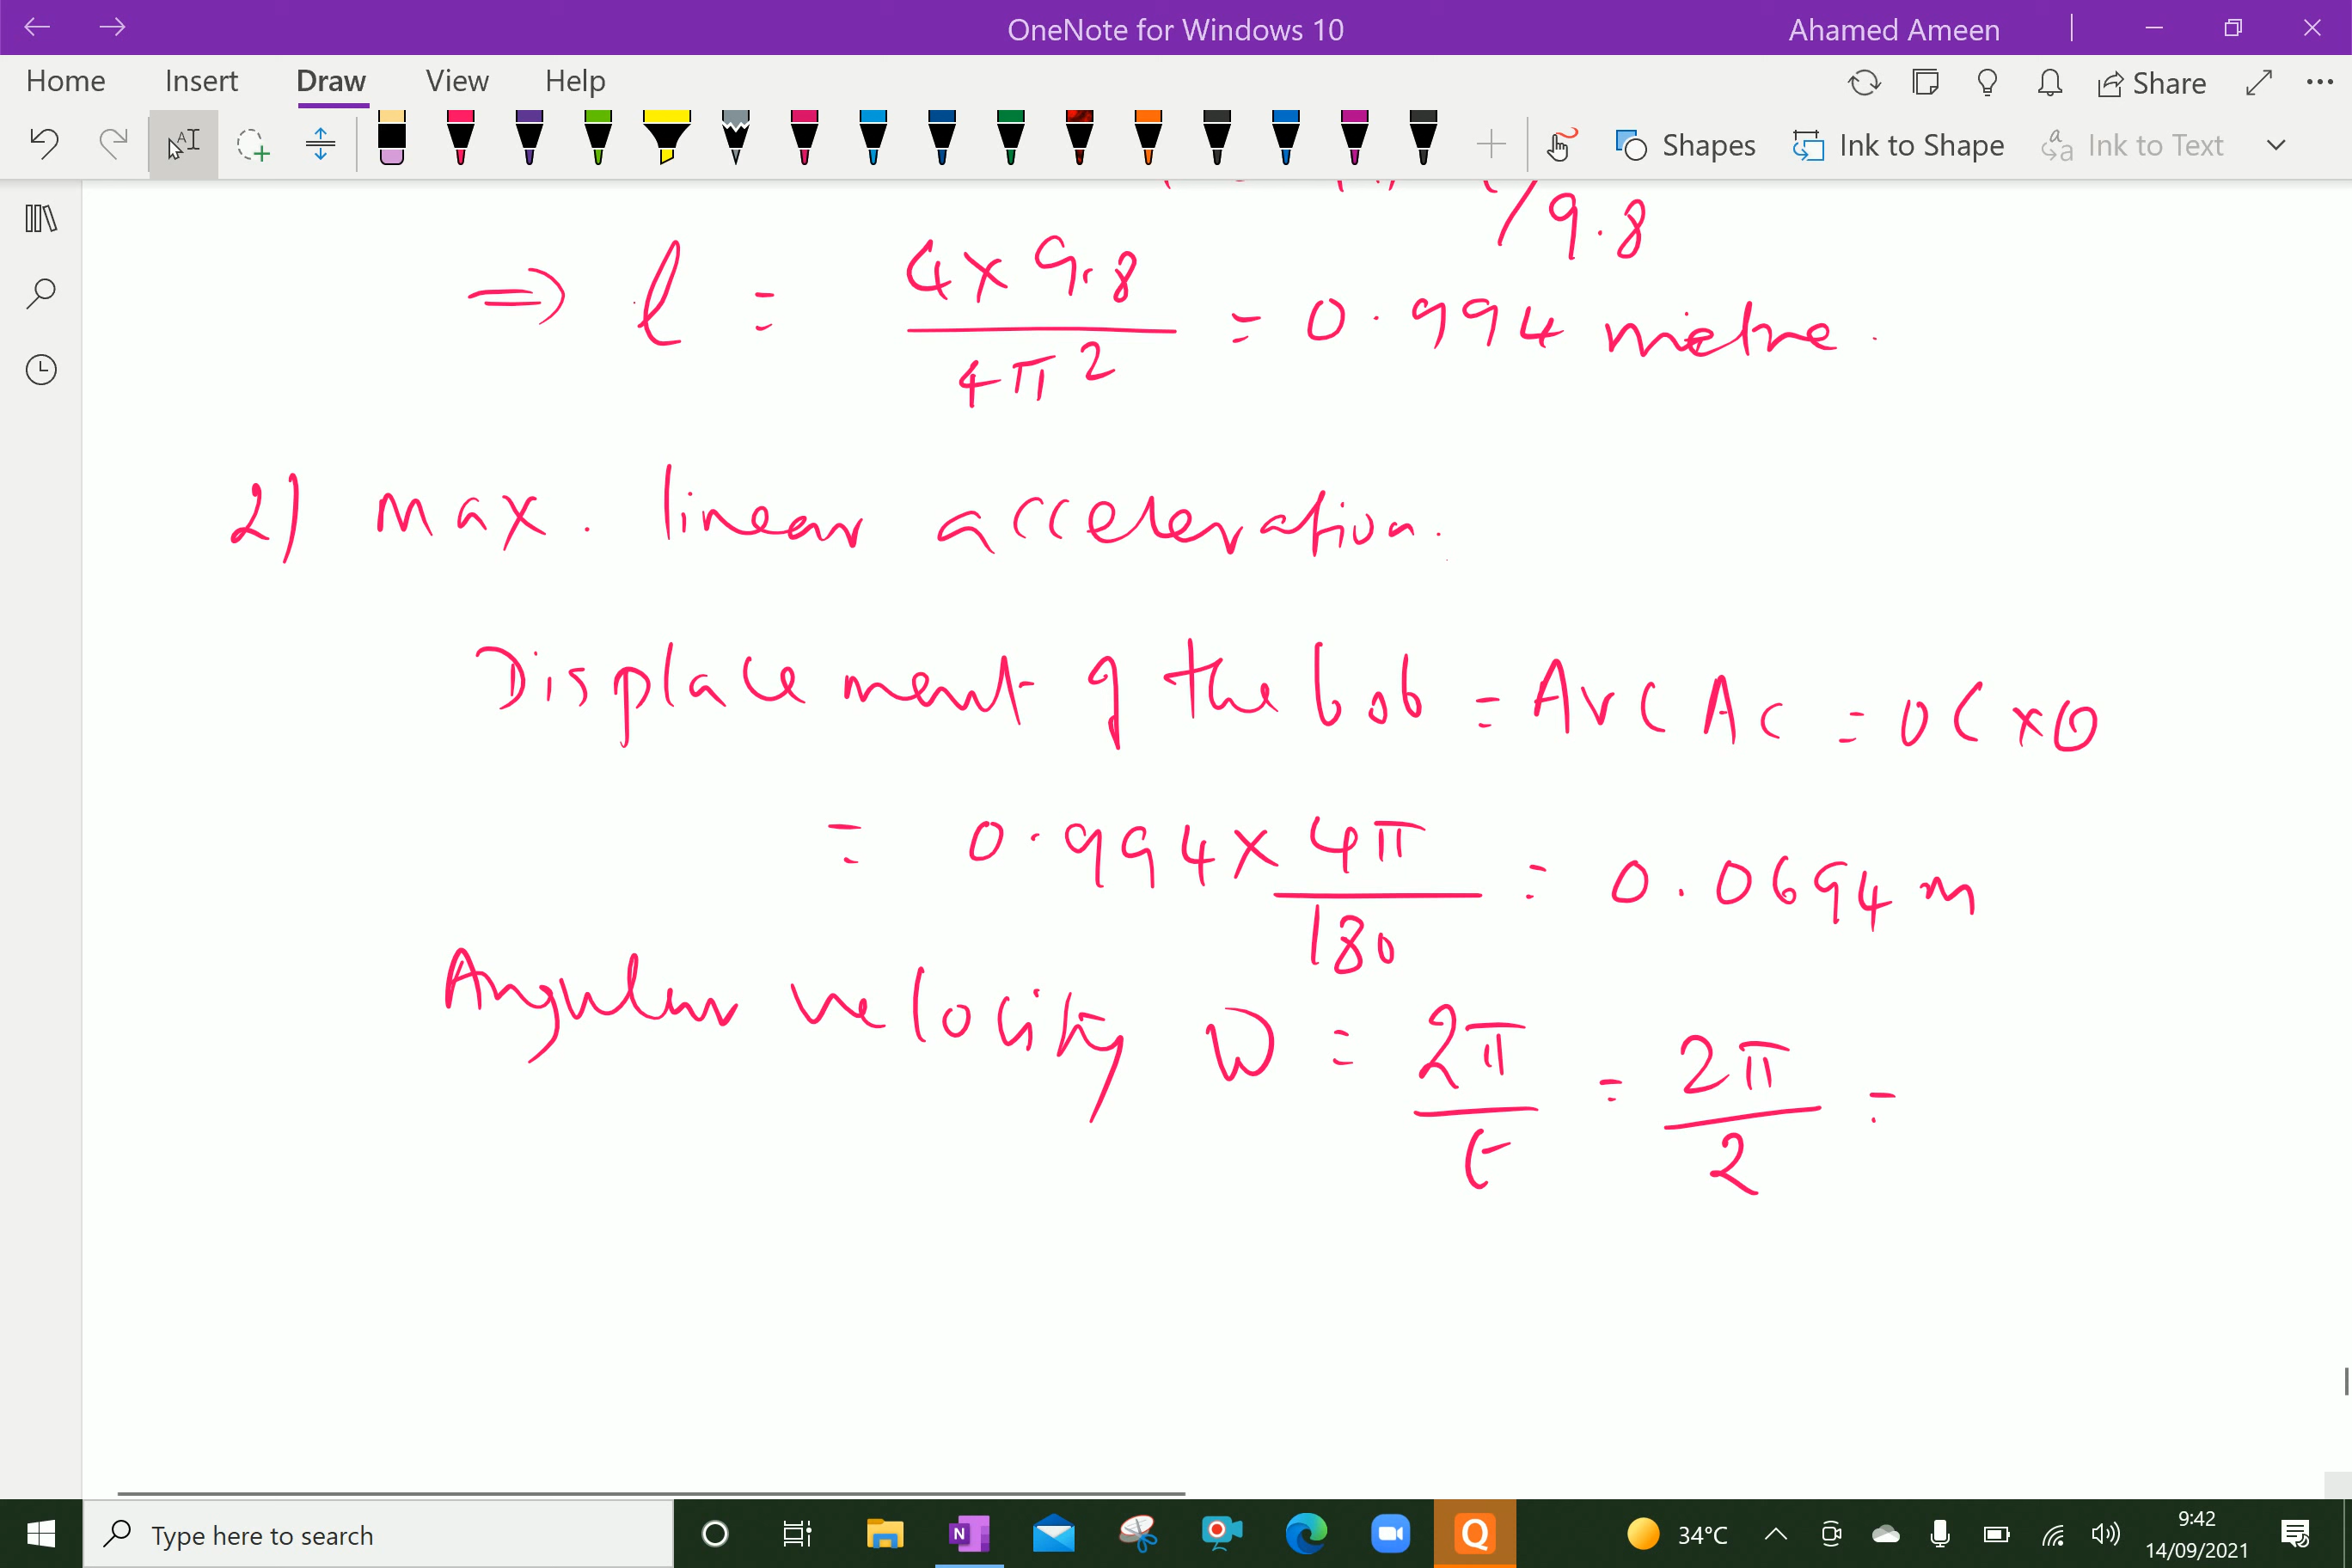 OneNote for Windows 10
Ahamed Ameen
Home Insert Draw View Help
Share
Shapes Ink to Shape Ink to Text
/9.8
⇒ l = 4 × 9.8 / 4π² = 0.994 metre.
2) Max. linear acceleration.
Displacement of the bob = Arc AC = OC × θ
= 0.994 × 4π / 180 = 0.0694 m
Angular velocity ω = 2π / t = 2π / 2 =
Type here to search
34°C
9:42
14/09/2021